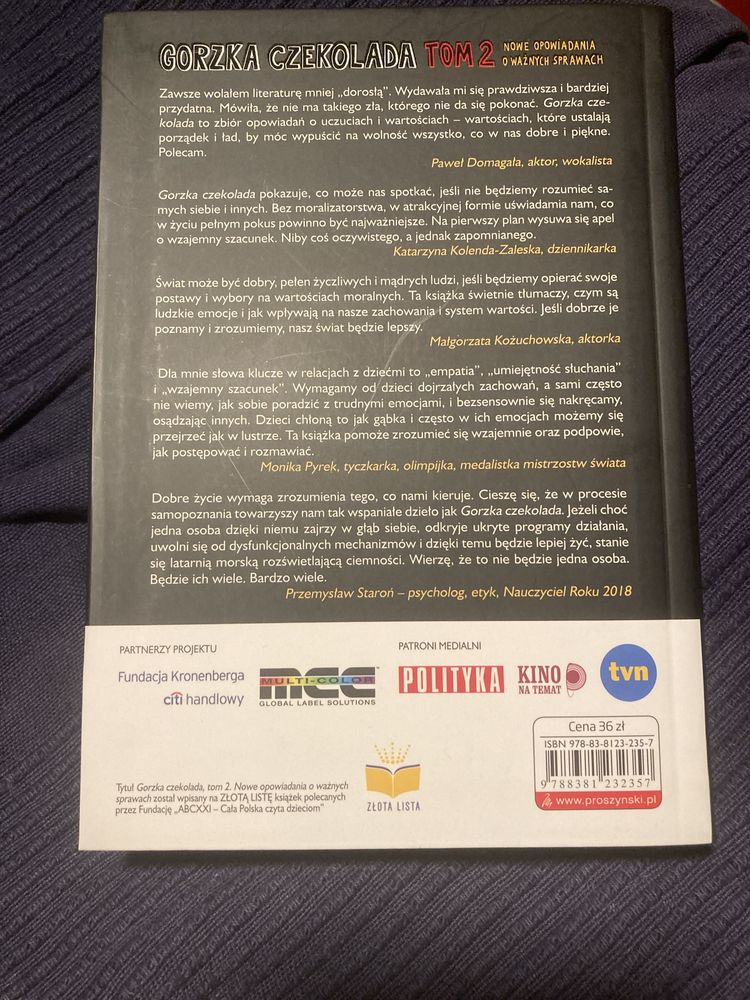 GORZKA CZEKOLADA TOM 2 NOWE OPOWIADANIA
O WAŻNYCH SPRAWACH
Zawsze wolałem literaturę mniej „dorosłą”. Wydawała mi się prawdziwsza i bardziej
przydatna. Mówiła, że nie ma takiego zła, którego nie da się pokonać. Gorzka cze-
kolada to zbiór opowiadań o uczuciach i wartościach – wartościach, które ustalają
porządek i ład, by móc wypuścić na wolność wszystko, co w nas dobre i piękne.
Polecam.
Paweł Domagała, aktor, wokalista
Gorzka czekolada pokazuje, co może nas spotkać, jeśli nie będziemy rozumieć sa-
mych siebie i innych. Bez moralizatorstwa, w atrakcyjnej formie uświadamia nam, co
w życiu pełnym pokus powinno być najważniejsze. Na pierwszy plan wysuwa się apel
o wzajemny szacunek. Niby coś oczywistego, a jednak zapomnianego.
Katarzyna Kolenda-Zaleska, dziennikarka
Świat może być dobry, pełen życzliwych i mądrych ludzi, jeśli będziemy opierać swoje
postawy i wybory na wartościach moralnych. Ta książka świetnie tłumaczy, czym są
ludzkie emocje i jak wpływają na nasze zachowania i system wartości. Jeśli dobrze je
poznamy i zrozumiemy, nasz świat będzie lepszy.
Małgorzata Kożuchowska, aktorka
Dla mnie słowa klucze w relacjach z dziećmi to „empatia”, „umiejętność słuchania”
i „wzajemny szacunek”. Wymagamy od dzieci dojrzałych zachowań, a sami często
nie wiemy, jak sobie poradzić z trudnymi emocjami, i bezsensownie się nakręcamy,
osądzając innych. Dzieci chłoną to jak gąbka i często w ich emocjach możemy się
przejrzeć jak w lustrze. Ta książka pomoże zrozumieć się wzajemnie oraz podpowie,
jak postępować i rozmawiać.
Monika Pyrek, tyczkarka, olimpijka, medalistka mistrzostw świata
Dobre życie wymaga zrozumienia tego, co nami kieruje. Cieszę się, że w procesie
samopoznania towarzyszy nam tak wspaniałe dzieło jak Gorzka czekolada. Jeżeli choć
jedna osoba dzięki niemu zajrzy w głąb siebie, odkryje ukryte programy działania,
uwolni się od dysfunkcjonalnych mechanizmów i dzięki temu będzie lepiej żyć, stanie
się latarnią morską rozświetlającą ciemności. Wierzę, że to nie będzie jedna osoba.
Będzie ich wiele. Bardzo wiele.
Przemysław Staroń – psycholog, etyk, Nauczyciel Roku 2018
PARTNERZY PROJEKTU
Fundacja Kronenberga
citi handlowy
MCC
MULTI-COLOR
GLOBAL LABEL SOLUTIONS
PATRONI MEDIALNI
POLITYKA
KINO
NA TEMAT
tvn
Cena 36 zł
ISBN 978-83-8123-235-7
9 788381 232357
www.proszynski.pl
Tytuł Gorzka czekolada, tom 2. Nowe opowiadania o ważnych
sprawach został wpisany na ZŁOTĄ LISTĘ książek polecanych
przez Fundację „ABCXXI – Cała Polska czyta dzieciom”
ZŁOTA LISTA